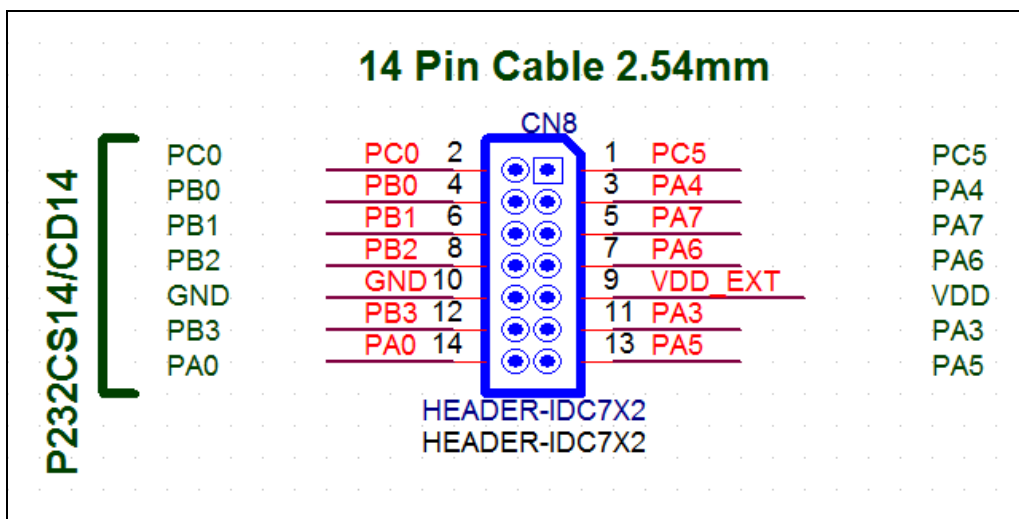 14 Pin Cable 2.54mm
CN8
P232CS14/CD14
PC0 PC0 2 1 PC5 PC5
PB0 PB0 4 3 PA4 PA4
PB1 PB1 6 5 PA7 PA7
PB2 PB2 8 7 PA6 PA6
GND GND 10 9 VDD_EXT VDD
PB3 PB3 12 11 PA3 PA3
PA0 PA0 14 13 PA5 PA5
HEADER-IDC7X2
HEADER-IDC7X2